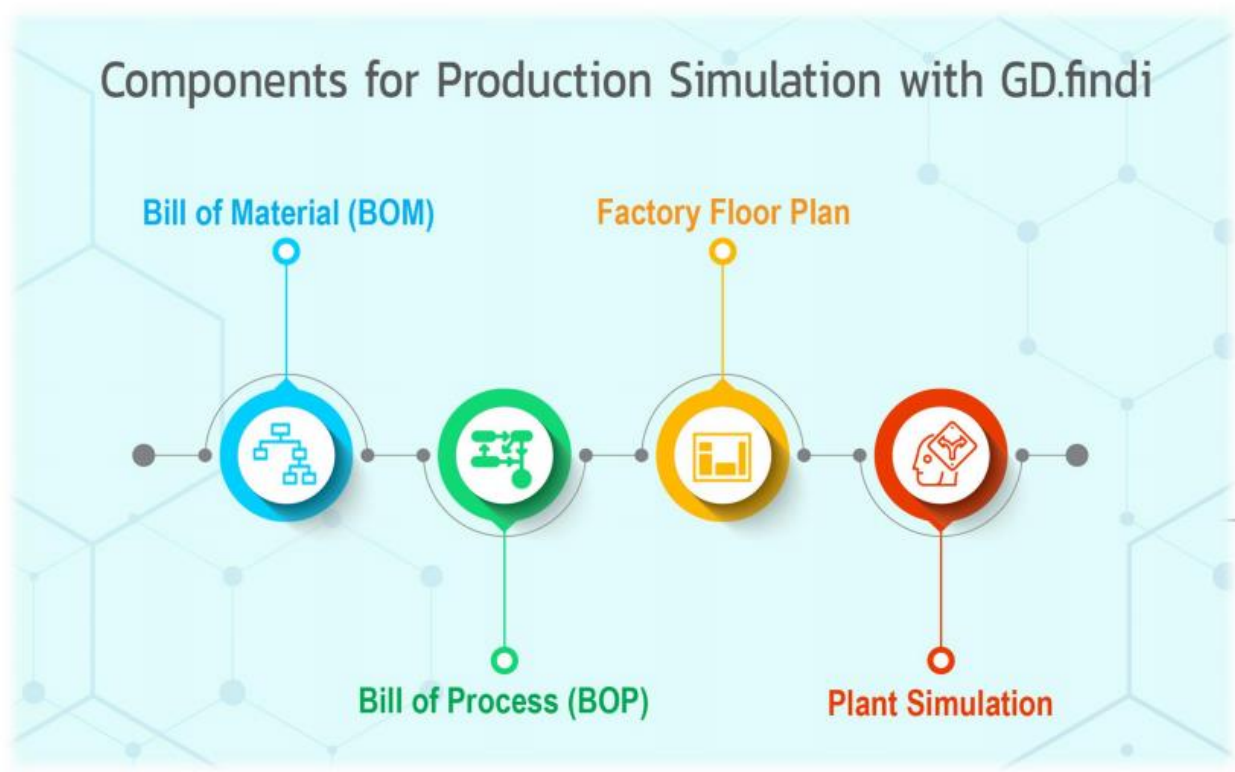 Components for Production Simulation with GD.findi
Bill of Material (BOM)
Factory Floor Plan
Bill of Process (BOP)
Plant Simulation